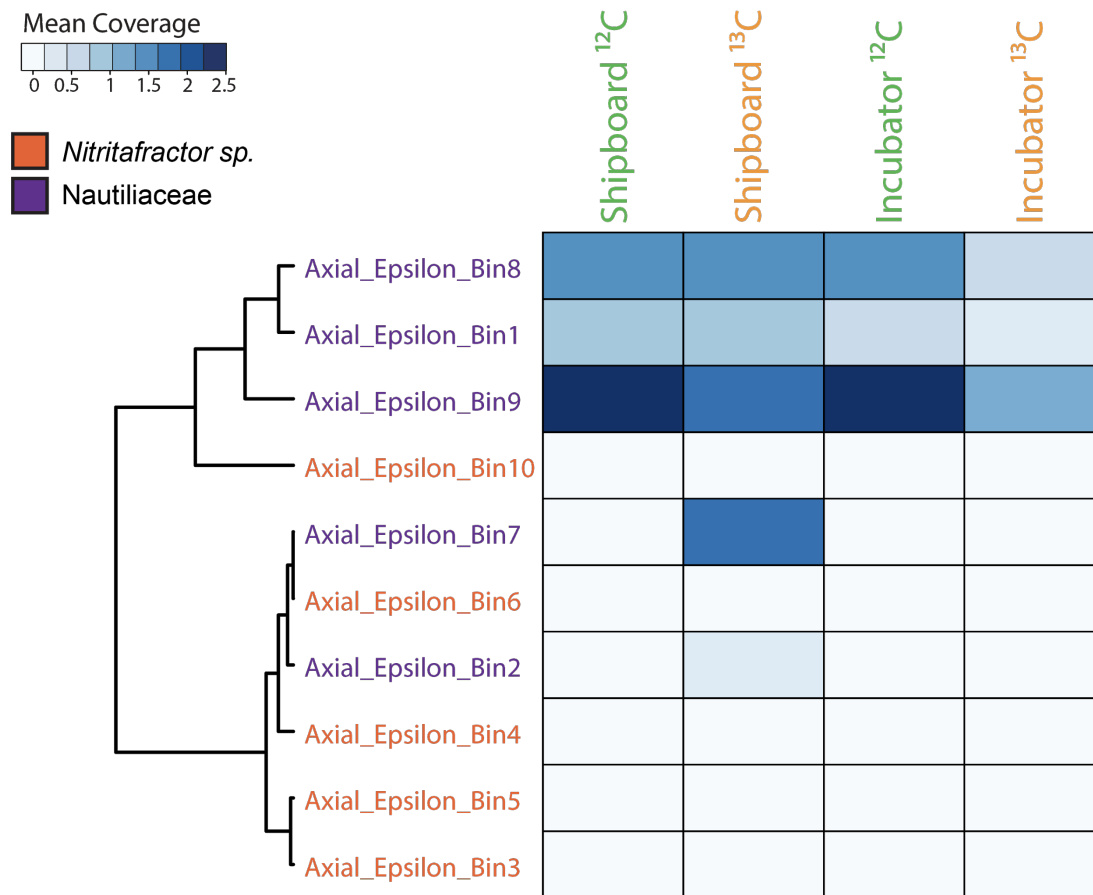 Mean Coverage
0 0.5 1 1.5 2 2.5
Nitritafractor sp.
Nautiliaceae
Shipboard ¹²C
Shipboard ¹³C
Incubator ¹²C
Incubator ¹³C
Axial_Epsilon_Bin8
Axial_Epsilon_Bin1
Axial_Epsilon_Bin9
Axial_Epsilon_Bin10
Axial_Epsilon_Bin7
Axial_Epsilon_Bin6
Axial_Epsilon_Bin2
Axial_Epsilon_Bin4
Axial_Epsilon_Bin5
Axial_Epsilon_Bin3